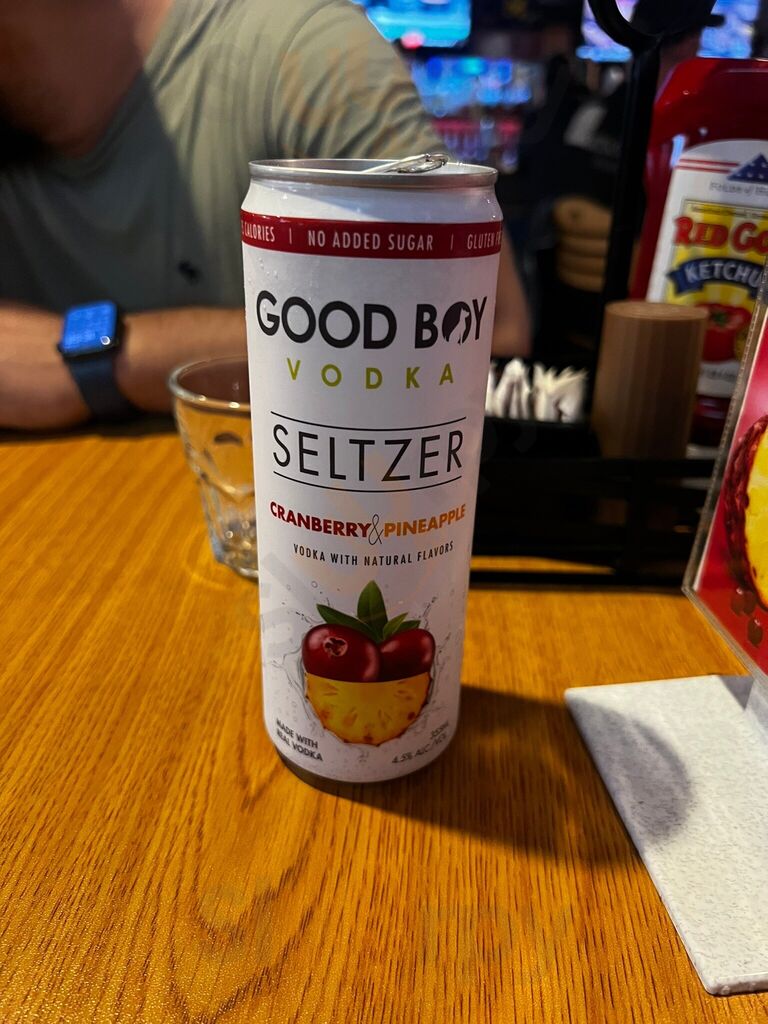 CALORIES | NO ADDED SUGAR | GLUTEN
GOOD BOY
VODKA
SELTZER
CRANBERRY & PINEAPPLE
VODKA WITH NATURAL FLAVORS
MADE WITH
REAL VODKA
355ML
4.5% ALC/VOL
RED GO
KETCHU